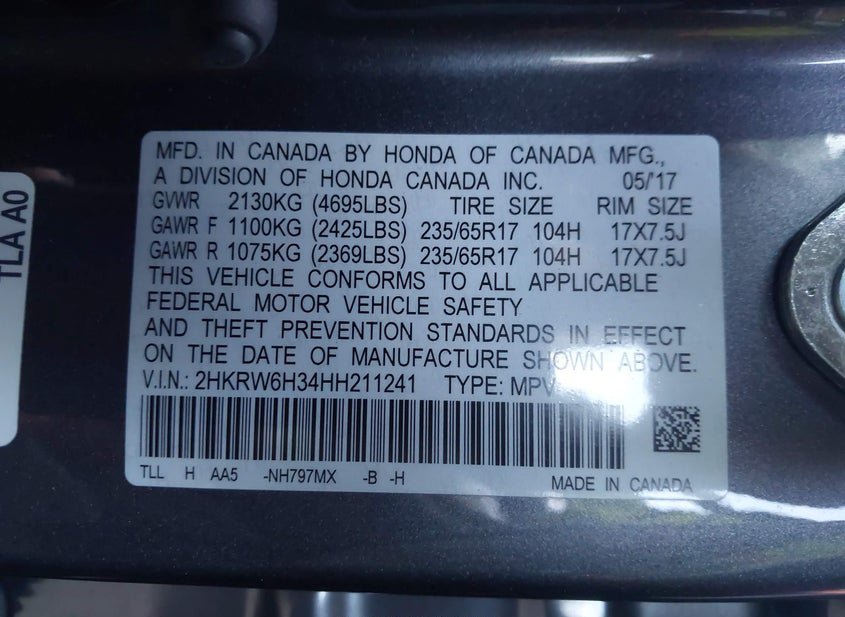 MFD. IN CANADA BY HONDA OF CANADA MFG.,
A DIVISION OF HONDA CANADA INC. 05/'17
GVWR 2130KG (4695LBS) TIRE SIZE RIM SIZE
GAWR F 1100KG (2425LBS) 235/65R17 104H 17X7.5J
GAWR R 1075KG (2369LBS) 235/65R17 104H 17X7.5J
THIS VEHICLE CONFORMS TO ALL APPLICABLE
FEDERAL MOTOR VEHICLE SAFETY
AND THEFT PREVENTION STANDARDS IN EFFECT
ON THE DATE OF MANUFACTURE SHOWN ABOVE.
V.I.N.: 2HKRW6H34HH211241 TYPE: MPV
TLL H AA5 -NH797MX -B -H MADE IN CANADA
TLA A0